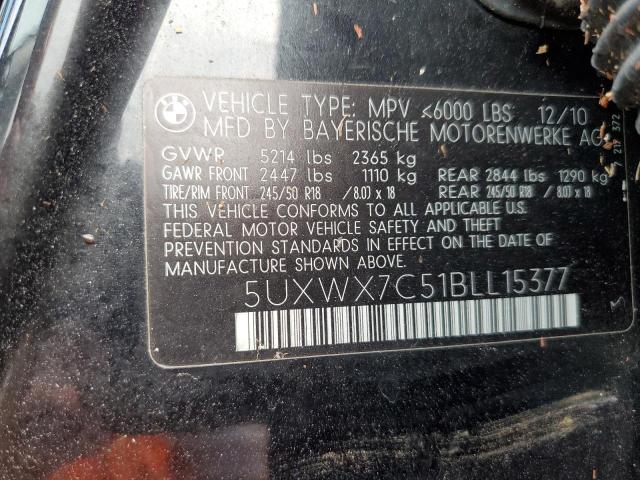 BMW
VEHICLE TYPE: MPV <6000 LBS 12/10
MFD BY BAYERISCHE MOTORENWERKE AG
GVWR 5214 lbs 2365 kg
GAWR FRONT 2447 lbs 1110 kg REAR 2844 lbs 1290 kg
TIRE/RIM FRONT 245/50 R18 /8.0J x 18 REAR 245/50 R18 /8.0J x 18
THIS VEHICLE CONFORMS TO ALL APPLICABLE U.S.
FEDERAL MOTOR VEHICLE SAFETY AND THEFT
PREVENTION STANDARDS IN EFFECT ON THE DATE OF
MANUFACTURE SHOWN ABOVE.
5UXWX7C51BLL15377